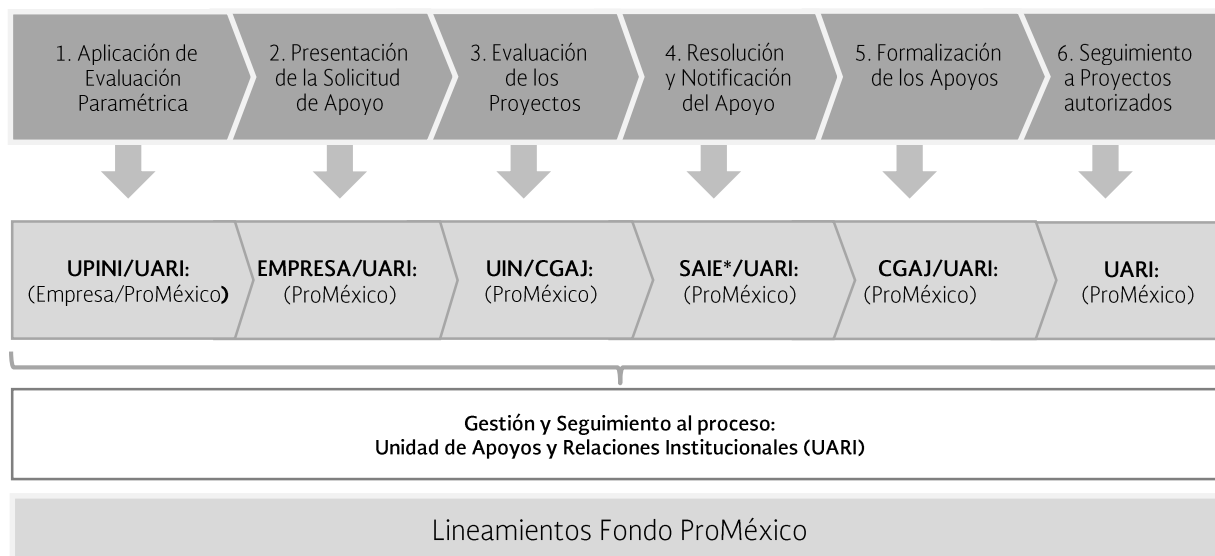 1. Aplicación de
Evaluación
Paramétrica
2. Presentación
de la Solicitud
de Apoyo
3. Evaluación
de los
Proyectos
4. Resolución
y Notificación
del Apoyo
5. Formalización
de los Apoyos
6. Seguimiento
a Proyectos
autorizados
UPINI/UARI:
(Empresa/ProMéxico)
EMPRESA/UARI:
(ProMéxico)
UIN/CGAJ:
(ProMéxico)
SAIE*/UARI:
(ProMéxico)
CGAJ/UARI:
(ProMéxico)
UARI:
(ProMéxico)
Gestión y Seguimiento al proceso:
Unidad de Apoyos y Relaciones Institucionales (UARI)
Lineamientos Fondo ProMéxico